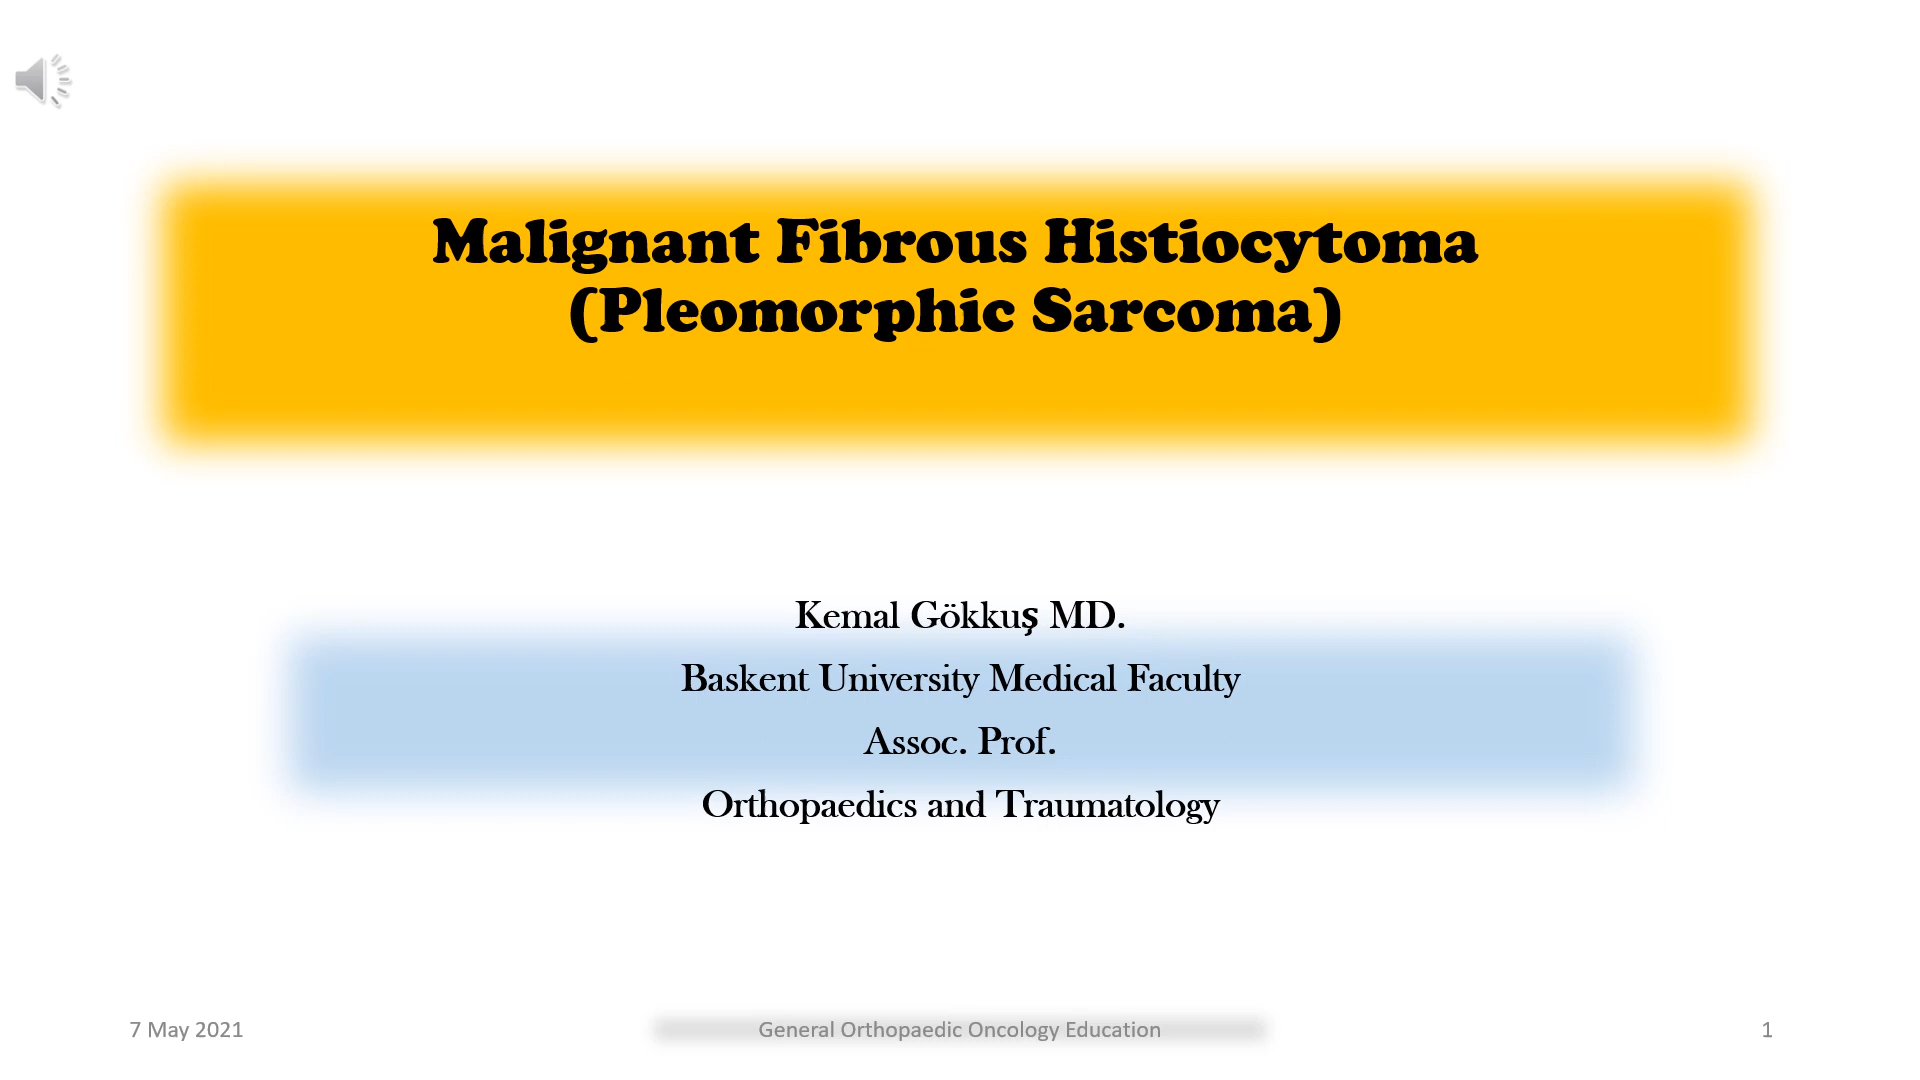 Malignant Fibrous Histiocytoma
(Pleomorphic Sarcoma)
Kemal Gökkuş MD.
Baskent University Medical Faculty
Assoc. Prof.
Orthopaedics and Traumatology
7 May 2021
General Orthopaedic Oncology Education
1